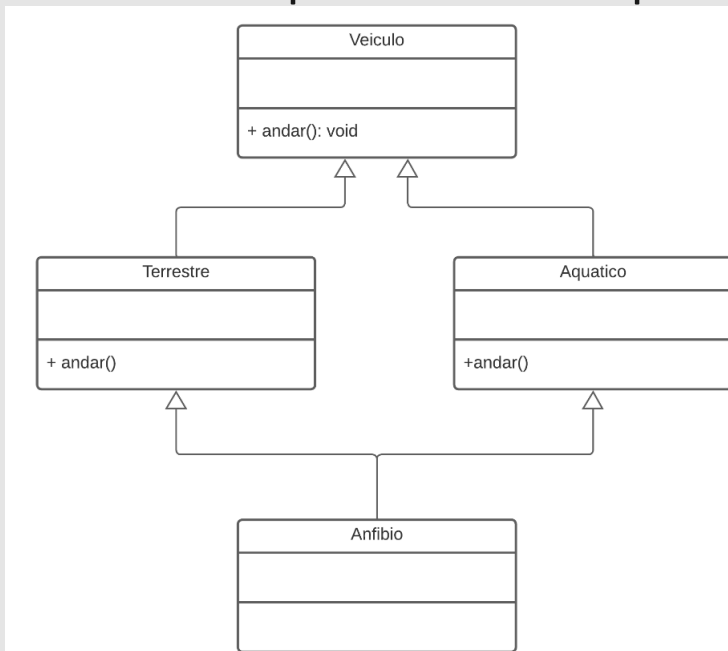 Veiculo
+ andar(): void
Terrestre
Aquatico
+ andar()
+andar()
Anfibio